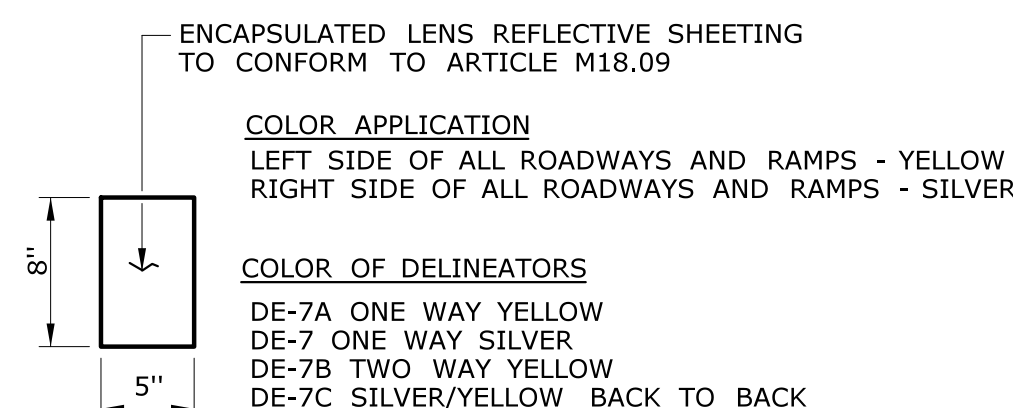 ENCAPSULATED LENS REFLECTIVE SHEETING
TO CONFORM TO ARTICLE M18.09
COLOR APPLICATION
LEFT SIDE OF ALL ROADWAYS AND RAMPS - YELLOW
RIGHT SIDE OF ALL ROADWAYS AND RAMPS - SILVER
8"
COLOR OF DELINEATORS
DE-7A ONE WAY YELLOW
DE-7 ONE WAY SILVER
DE-7B TWO WAY YELLOW
5"
DE-7C SILVER/YELLOW BACK TO BACK